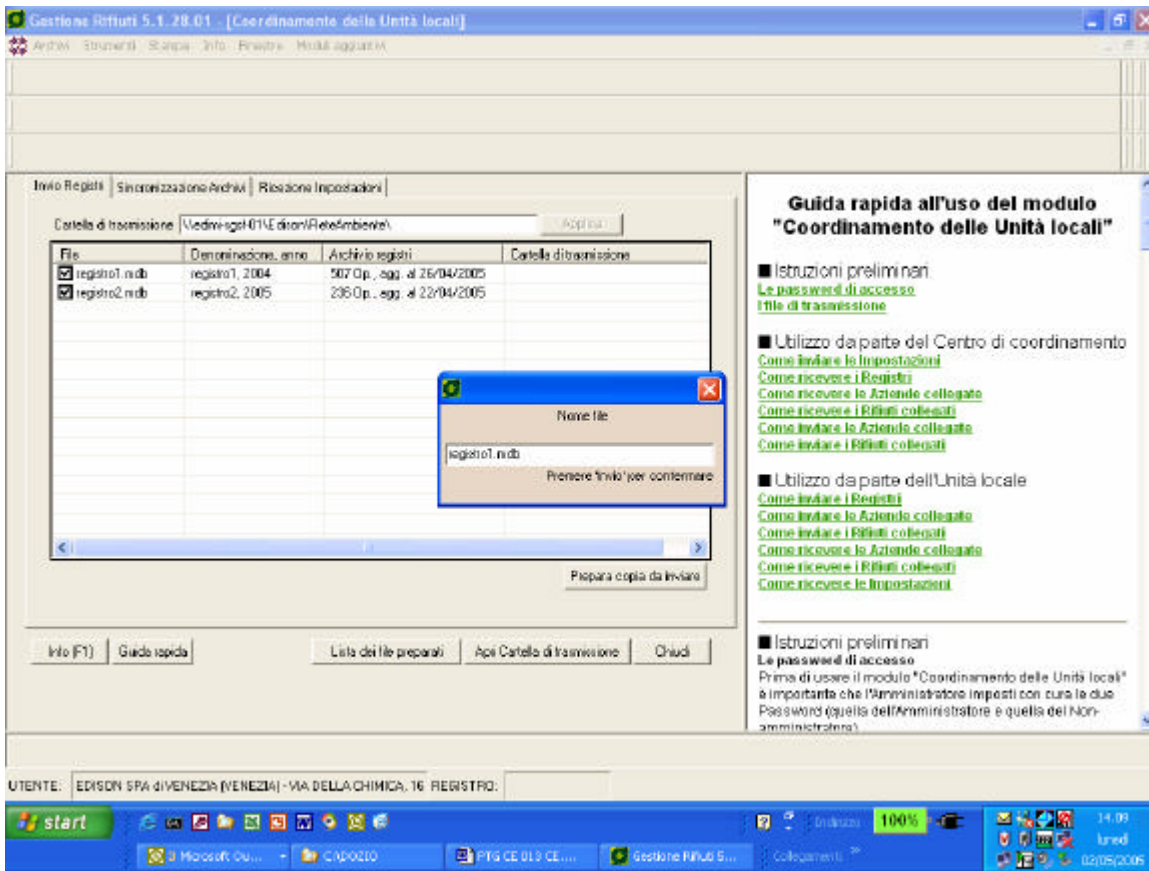 Gestione Rifiuti 5.1.28.01 - [Coordinamento delle Unità locali]
Archivi Strumenti Stampa Info Finestre Moduli aggiuntivi
Invio Registri Sincronizzazione Archivi Ricezione Impostazioni
Cartella di trasmissione
Applica
File Denominazione, anno Archivio registri Cartella di trasmissione
registro1.mdb registro1, 2004 507 Op., agg. al 26/04/2005
registro2.mdb registro2, 2005 236 Op., agg. al 22/04/2005
Nome file
registro1.mdb
Premere 'Invio' per confermare
Prepara copia da inviare
Info (F1) Guida rapida Lista dei file preparati Apri Cartella di trasmissione Chiudi
Guida rapida all'uso del modulo
"Coordinamento delle Unità locali"
Istruzioni preliminari
Le password di accesso
I file di trasmissione
Utilizzo da parte del Centro di coordinamento
Come inviare le Impostazioni
Come ricevere i Registri
Come ricevere le Aziende collegate
Come ricevere i Rifiuti collegati
Come inviare le Aziende collegate
Come inviare i Rifiuti collegati
Utilizzo da parte dell'Unità locale
Come inviare i Registri
Come inviare le Aziende collegate
Come inviare i Rifiuti collegati
Come ricevere le Aziende collegate
Come ricevere i Rifiuti collegati
Come ricevere le Impostazioni
Istruzioni preliminari
Le password di accesso
Prima di usare il modulo "Coordinamento delle Unità locali"
è importante che l'Amministratore imposti con cura le due
Password (quella dell'Amministratore e quella del Non-
amministratore)
UTENTE: EDISON SPA di VENEZIA (VENEZIA) - VIA DELLA CHIMICA, 16 REGISTRO:
start Indirizzo 100% 14.09
3 Microsoft Ou... CAPOZIO PTG CE 013 CE.... Gestione Rifiuti 5... Collegamenti » lunedì
02/05/2005